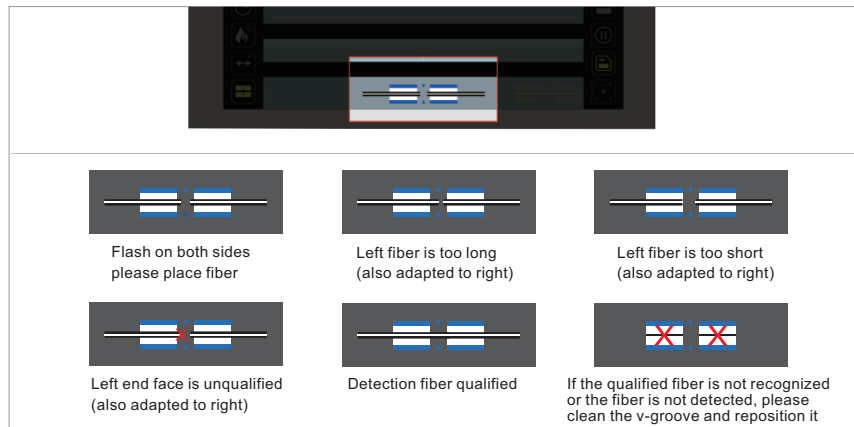 Flash on both sides
please place fiber
Left fiber is too long
(also adapted to right)
Left fiber is too short
(also adapted to right)
Left end face is unqualified
(also adapted to right)
Detection fiber qualified
If the qualified fiber is not recognized
or the fiber is not detected, please
clean the v-groove and reposition it